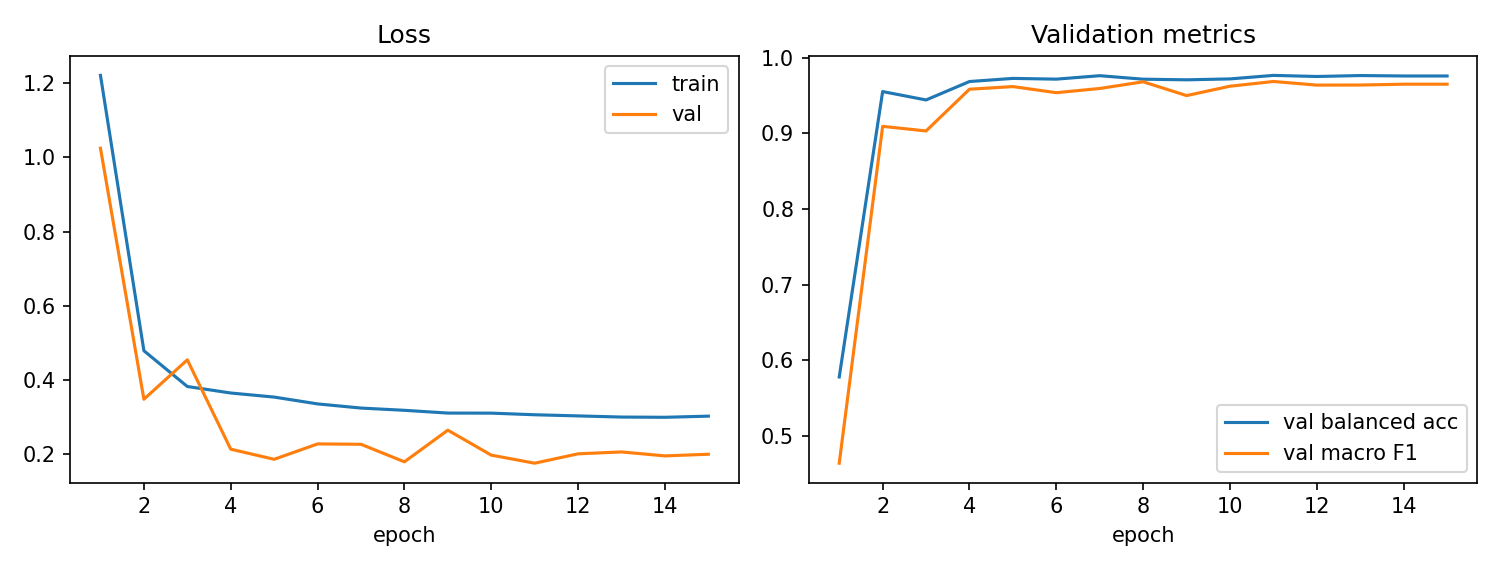 Loss
1.2
1.0
0.8
0.6
0.4
0.2
train
val
2 4 6 8 10 12 14
epoch
Validation metrics
1.0
0.9
0.8
0.7
0.6
0.5
val balanced acc
val macro F1
2 4 6 8 10 12 14
epoch